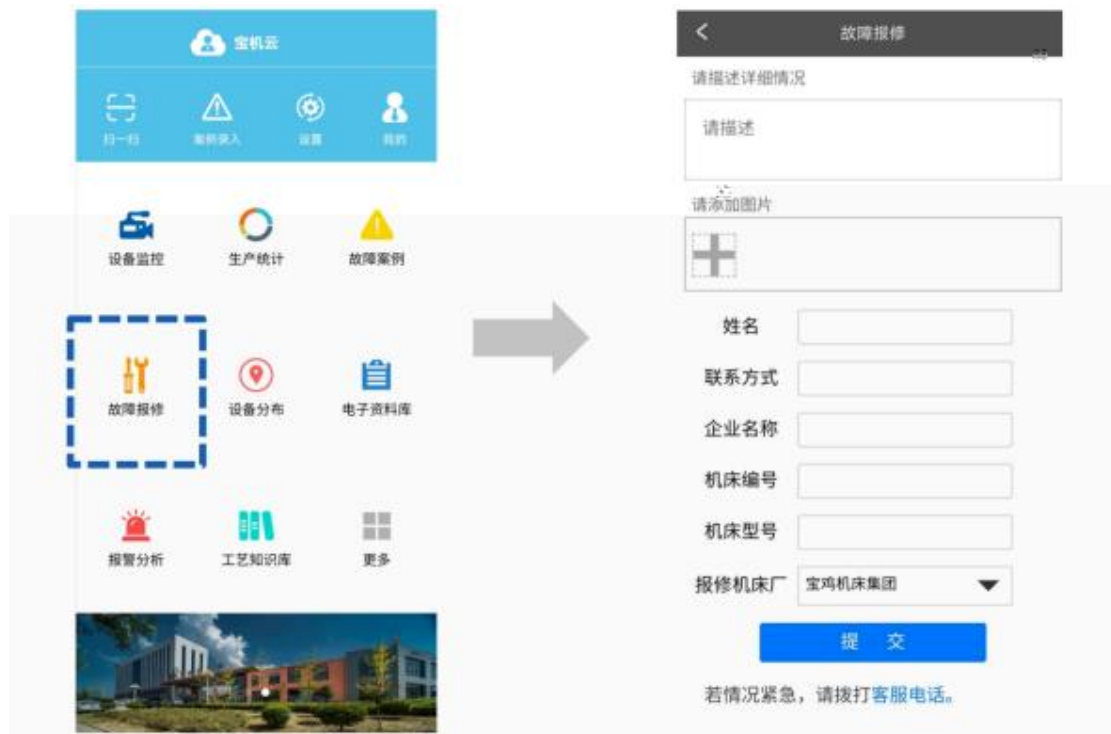 宝机云
扫一扫 案例录入 设置 我的
设备监控 生产统计 故障案例
故障报修 设备分布 电子资料库
报警分析 工艺知识库 更多
故障报修
请描述详细情况
请描述
请添加图片
姓名
联系方式
企业名称
机床编号
机床型号
报修机床厂 宝鸡机床集团
提 交
若情况紧急，请拨打客服电话。